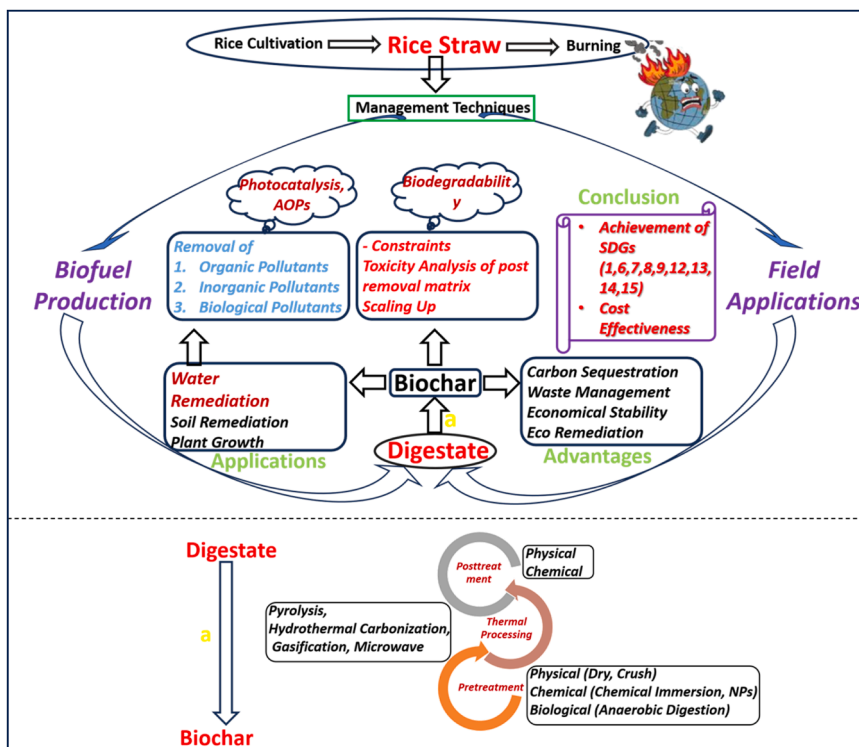 Rice Cultivation
Rice Straw
Burning
Management Techniques
Photocatalysis,
AOPs
Biodegradabilit
y
Conclusion
Removal of
1. Organic Pollutants
2. Inorganic Pollutants
3. Biological Pollutants
- Constraints
Toxicity Analysis of post
removal matrix
Scaling Up
• Achievement of
SDGs
(1,6,7,8,9,12,13,
14,15)
• Cost
Effectiveness
Biofuel
Production
Field
Applications
Water
Remediation
Soil Remediation
Plant Growth
Applications
Biochar
a
Digestate
Carbon Sequestration
Waste Management
Economical Stability
Eco Remediation
Advantages
Digestate
a
Biochar
Posttreat
ment
Physical
Chemical
Thermal
Processing
Pyrolysis,
Hydrothermal Carbonization,
Gasification, Microwave
Pretreatment
Physical (Dry, Crush)
Chemical (Chemical Immersion, NPs)
Biological (Anaerobic Digestion)